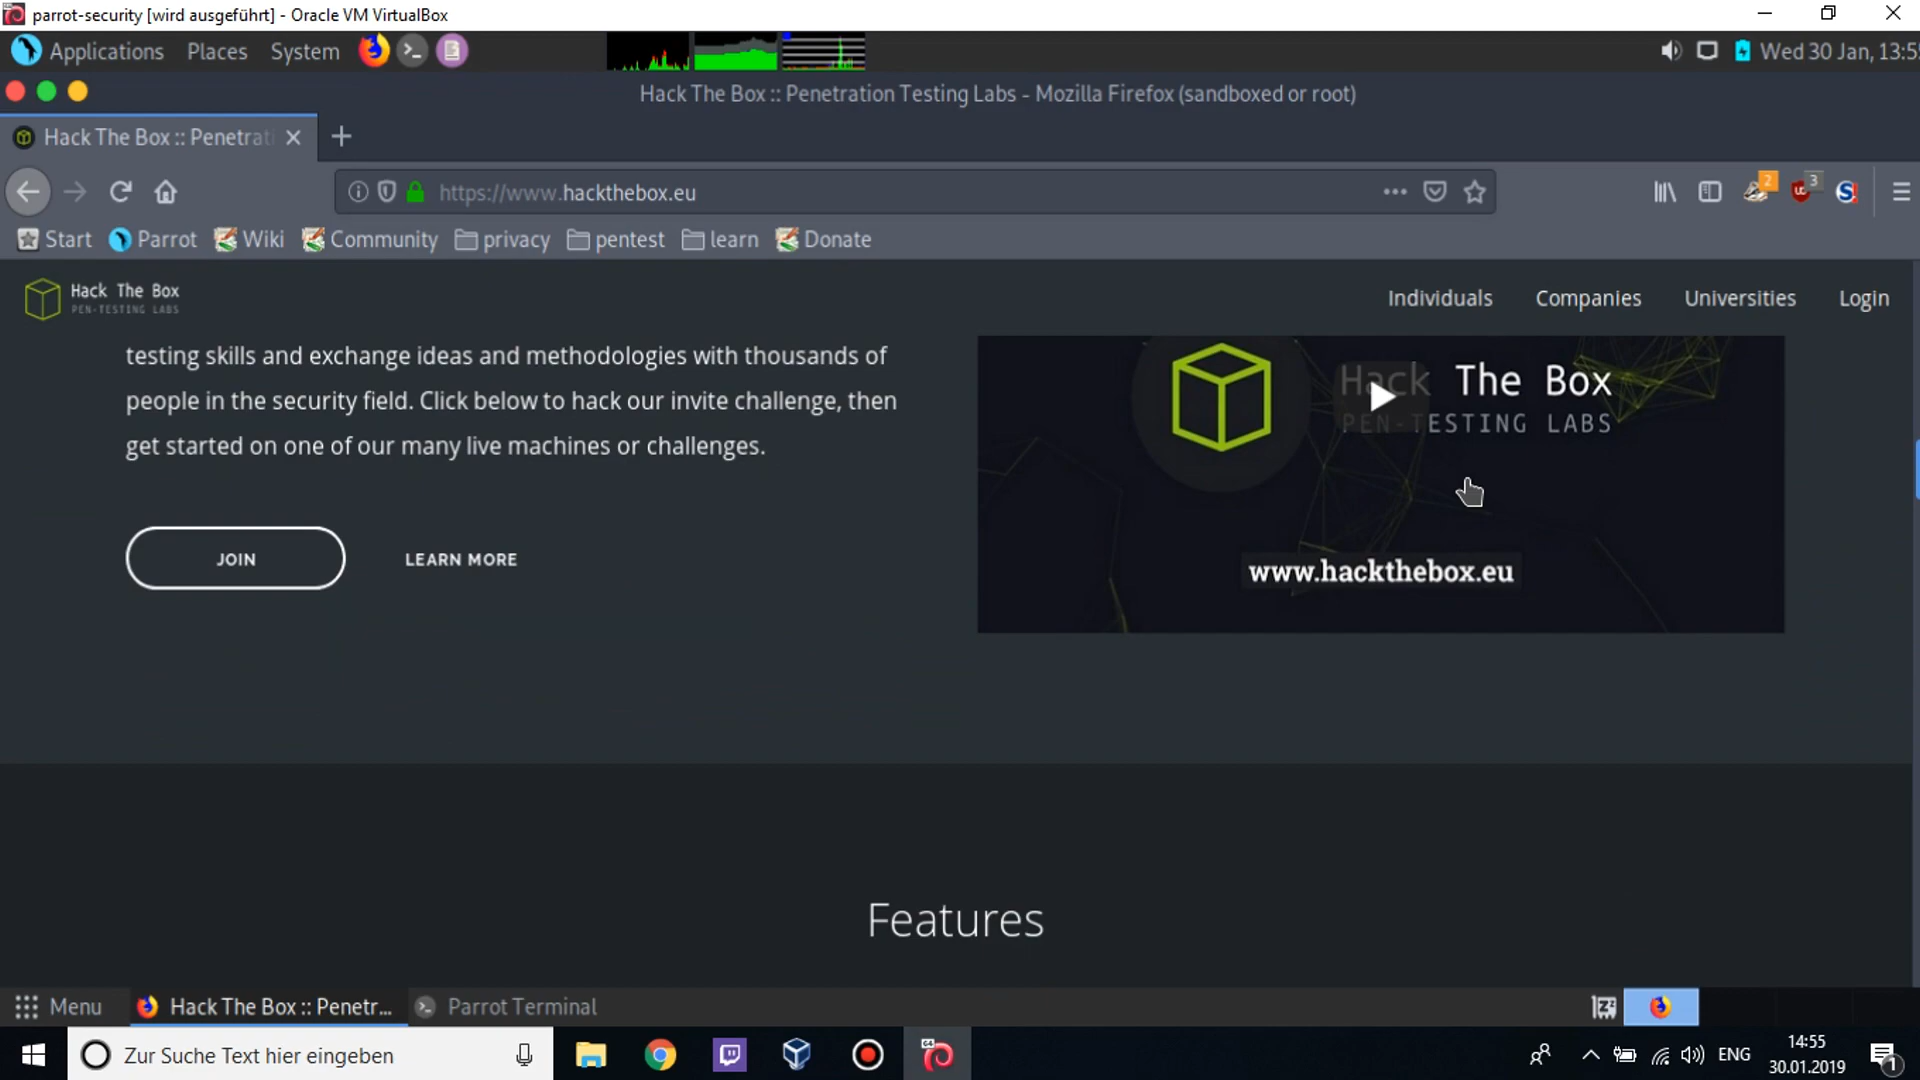 parrot-security [wird ausgeführt] - Oracle VM VirtualBox
Applications Places System
Wed 30 Jan, 13:5
Hack The Box :: Penetration Testing Labs - Mozilla Firefox (sandboxed or root)
Hack The Box :: Penetrati
https://www.hackthebox.eu
2 3
Start Parrot Wiki Community privacy pentest learn Donate
Hack The Box
PEN-TESTING LABS
Individuals Companies Universities Login
testing skills and exchange ideas and methodologies with thousands of
people in the security field. Click below to hack our invite challenge, then
get started on one of our many live machines or challenges.
JOIN LEARN MORE
Hack The Box
PEN-TESTING LABS
www.hackthebox.eu
Features
Menu Hack The Box :: Penetr... Parrot Terminal
Zur Suche Text hier eingeben
64
ENG
14:55
30.01.2019
1